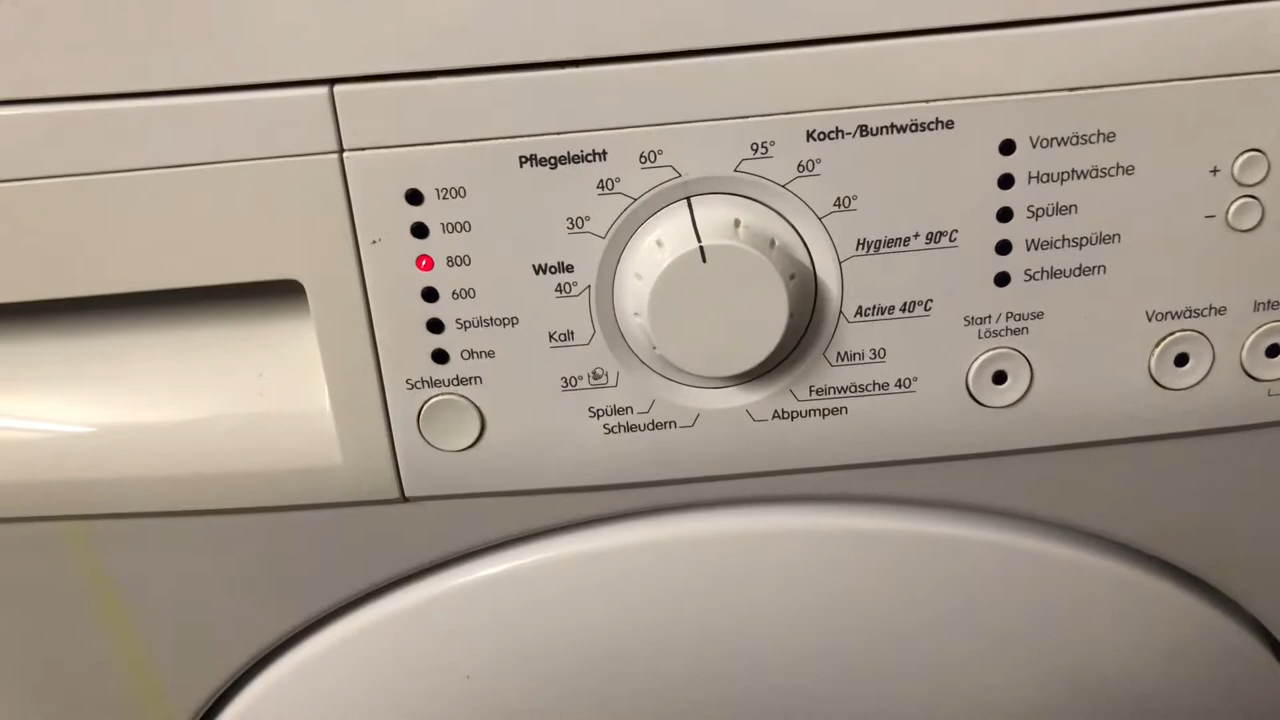 1200
1000
800
600
Spülstopp
Ohne
Schleudern
Pflegeleicht
60°
40°
30°
Wolle
40°
Kalt
30°
Spülen
Schleudern
Koch-/Buntwäsche
95°
60°
40°
Hygiene⁺ 90°C
Active 40°C
Mini 30
Feinwäsche 40°
Abpumpen
Vorwäsche
Hauptwäsche
Spülen
Weichspülen
Schleudern
+
−
Start / Pause
Löschen
Vorwäsche
Inte